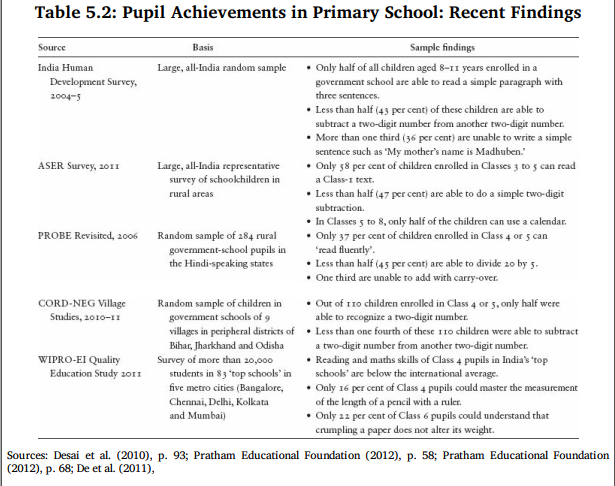 Table 5.2: Pupil Achievements in Primary School: Recent Findings
Source Basis Sample findings
India Human Development Survey, 2004–5
Large, all-India random sample
• Only half of all children aged 8–11 years enrolled in a
government school are able to read a simple paragraph with
three sentences.
• Less than half (43 per cent) of these children are able to
subtract a two-digit number from another two-digit number.
• More than one third (36 per cent) are unable to write a simple
sentence such as ‘My mother’s name is Madhuben.’
ASER Survey, 2011
Large, all-India representative
survey of schoolchildren in
rural areas
• Only 58 per cent of children enrolled in Classes 3 to 5 can read
a Class-1 text.
• Less than half (47 per cent) are able to do a simple two-digit
subtraction.
• In Classes 5 to 8, only half of the children can use a calendar.
PROBE Revisited, 2006
Random sample of 284 rural
government-school pupils in
the Hindi-speaking states
• Only 37 per cent of children enrolled in Class 4 or 5 can
‘read fluently’.
• Less than half (45 per cent) are able to divide 20 by 5.
• One third are unable to add with carry-over.
CORD-NEG Village
Studies, 2010–11
Random sample of children in
government schools of 9
villages in peripheral districts of
Bihar, Jharkhand and Odisha
• Out of 110 children enrolled in Class 4 or 5, only half were
able to recognize a two-digit number.
• Less than one fourth of these 110 children were able to subtract
a two-digit number from another two-digit number.
WIPRO-EI Quality
Education Study 2011
Survey of more than 20,000
students in 83 ‘top schools’ in
five metro cities (Bangalore,
Chennai, Delhi, Kolkata
and Mumbai)
• Reading and maths skills of Class 4 pupils in India’s ‘top
schools’ are below the international average.
• Only 16 per cent of Class 4 pupils could master the measurement
of the length of a pencil with a ruler.
• Only 22 per cent of Class 6 pupils could understand that
crumpling a paper does not alter its weight.
Sources: Desai et al. (2010), p. 93; Pratham Educational Foundation (2012), p. 58; Pratham Educational Foundation
(2012), p. 68; De et al. (2011),